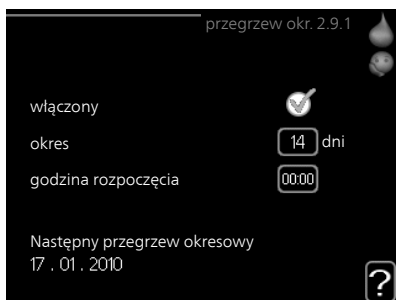 przegrzew okr. 2.9.1
włączony
okres 14 dni
godzina rozpoczęcia 00:00
Następny przegrzew okresowy
17 . 01 . 2010
?